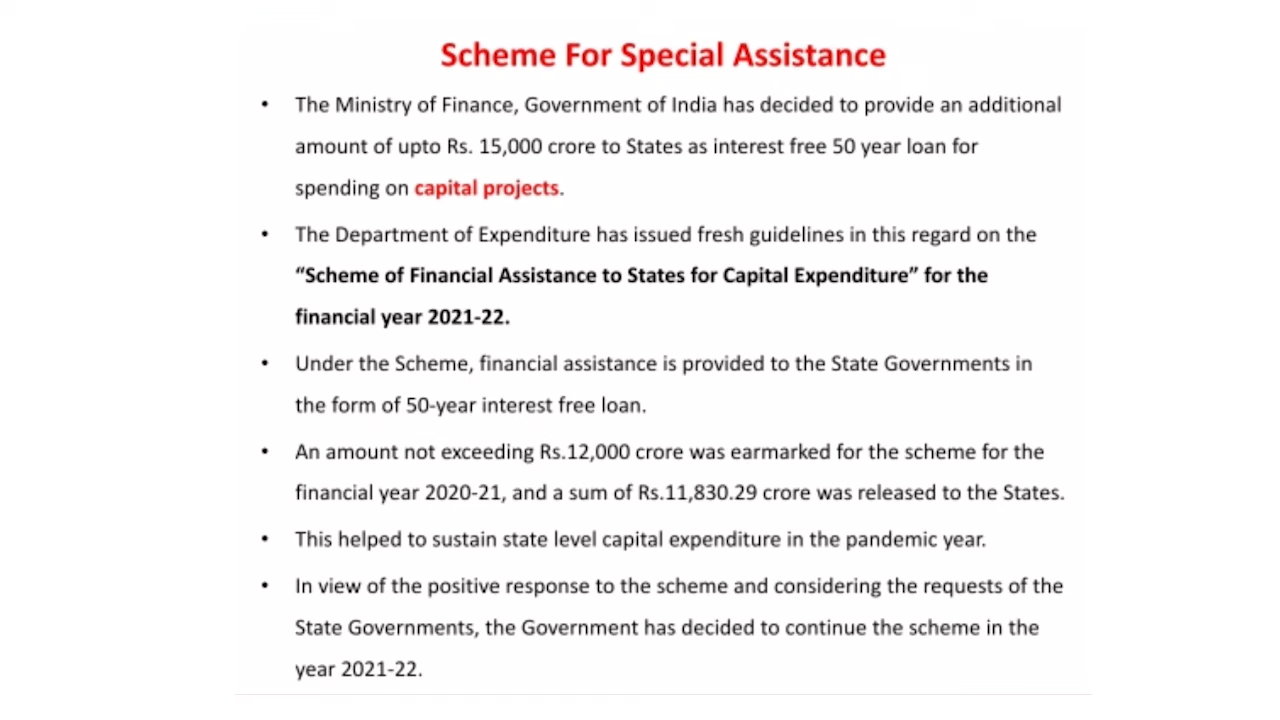 Scheme For Special Assistance
• The Ministry of Finance, Government of India has decided to provide an additional
amount of upto Rs. 15,000 crore to States as interest free 50 year loan for
spending on capital projects.
• The Department of Expenditure has issued fresh guidelines in this regard on the
“Scheme of Financial Assistance to States for Capital Expenditure” for the
financial year 2021-22.
• Under the Scheme, financial assistance is provided to the State Governments in
the form of 50-year interest free loan.
• An amount not exceeding Rs.12,000 crore was earmarked for the scheme for the
financial year 2020-21, and a sum of Rs.11,830.29 crore was released to the States.
• This helped to sustain state level capital expenditure in the pandemic year.
• In view of the positive response to the scheme and considering the requests of the
State Governments, the Government has decided to continue the scheme in the
year 2021-22.